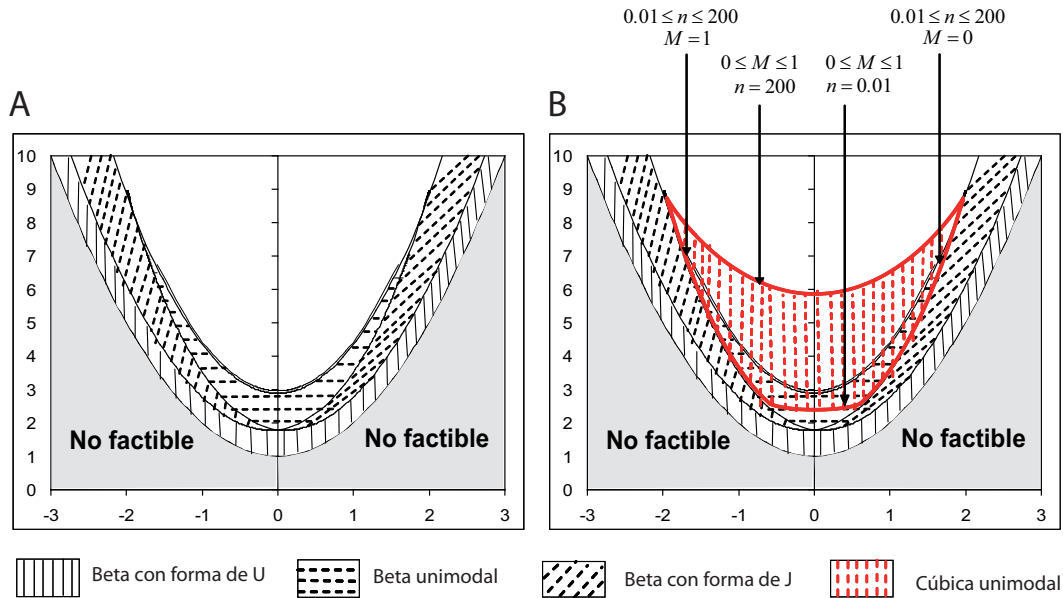 A
10
9
8
7
6
5
4
3
2
1
0
-3 -2 -1 0 1 2 3
No factible
No factible
B
0.01 ≤ n ≤ 200
M = 1
0 ≤ M ≤ 1
n = 200
0 ≤ M ≤ 1
n = 0.01
0.01 ≤ n ≤ 200
M = 0
10
9
8
7
6
5
4
3
2
1
0
-3 -2 -1 0 1 2 3
No factible
No factible
Beta con forma de U
Beta unimodal
Beta con forma de J
Cúbica unimodal